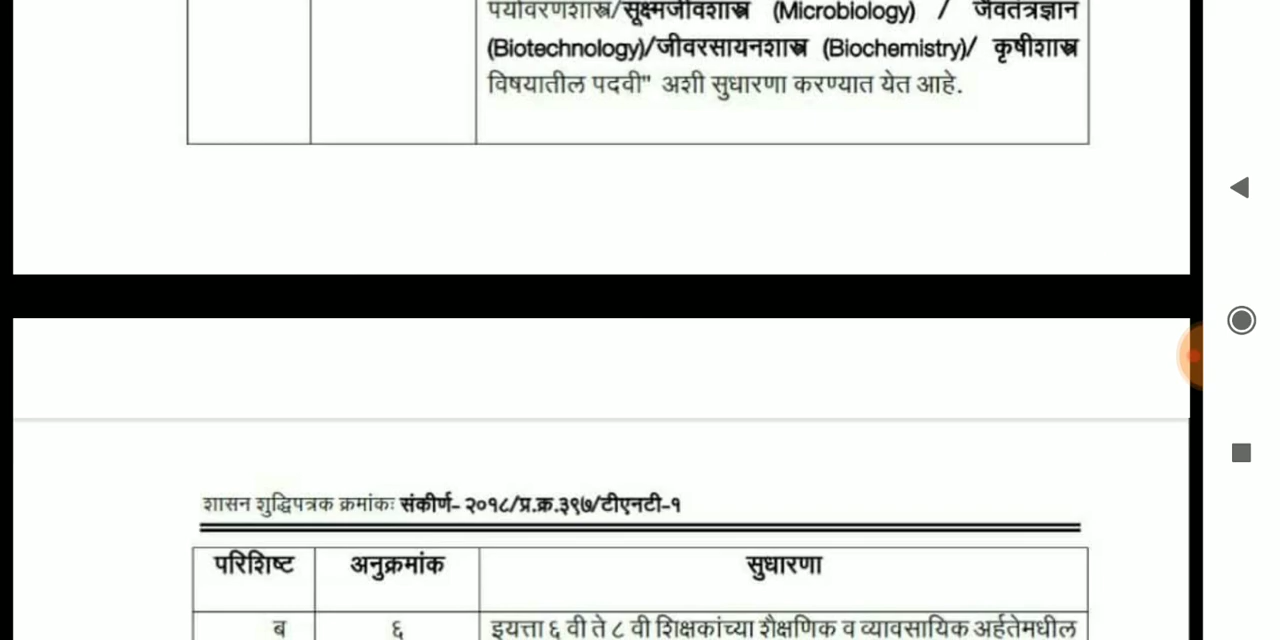 पर्यावरणशास्त्र/सूक्ष्मजीवशास्त्र (Microbiology) / जैवतंत्रज्ञान
(Biotechnology)/जीवरसायनशास्त्र (Biochemistry)/ कृषीशास्त्र
विषयातील पदवी" अशी सुधारणा करण्यात येत आहे.
शासन शुद्धिपत्रक क्रमांकः संकीर्ण- २०१८/प्र.क्र.३९७/टीएनटी-१
परिशिष्ट अनुक्रमांक सुधारणा
ब ६ इयत्ता ६ वी ते ८ वी शिक्षकांच्या शैक्षणिक व व्यावसायिक अर्हतेमधील